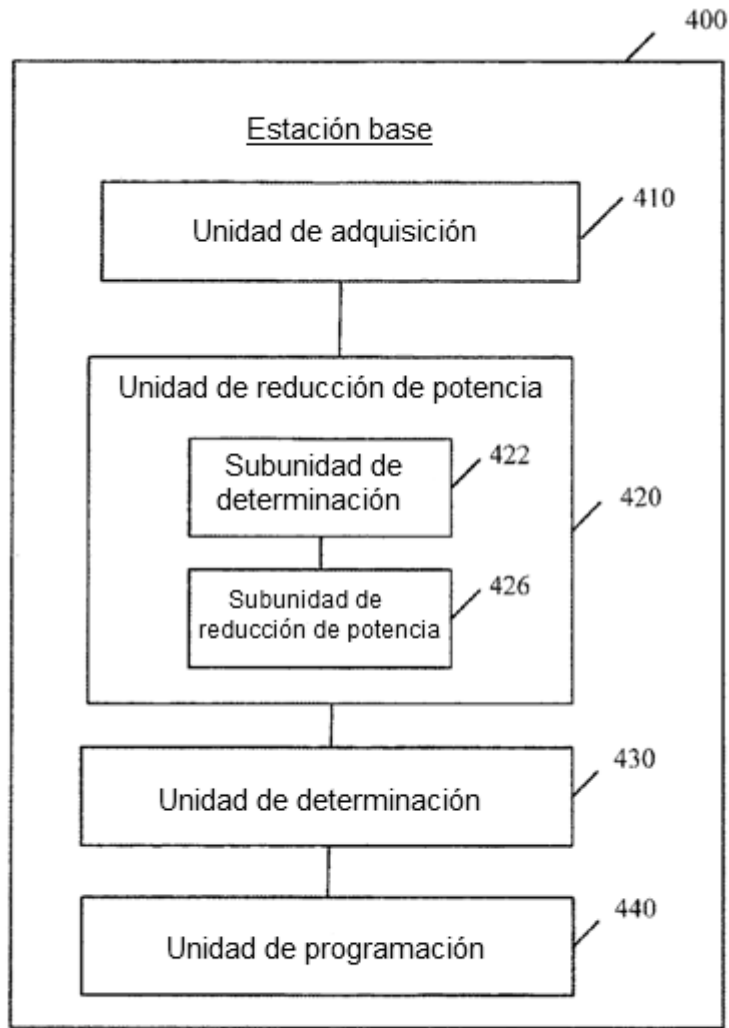 400
Estación base
410
Unidad de adquisición
Unidad de reducción de potencia
422
Subunidad de
determinación
420
426
Subunidad de
reducción de potencia
430
Unidad de determinación
440
Unidad de programación